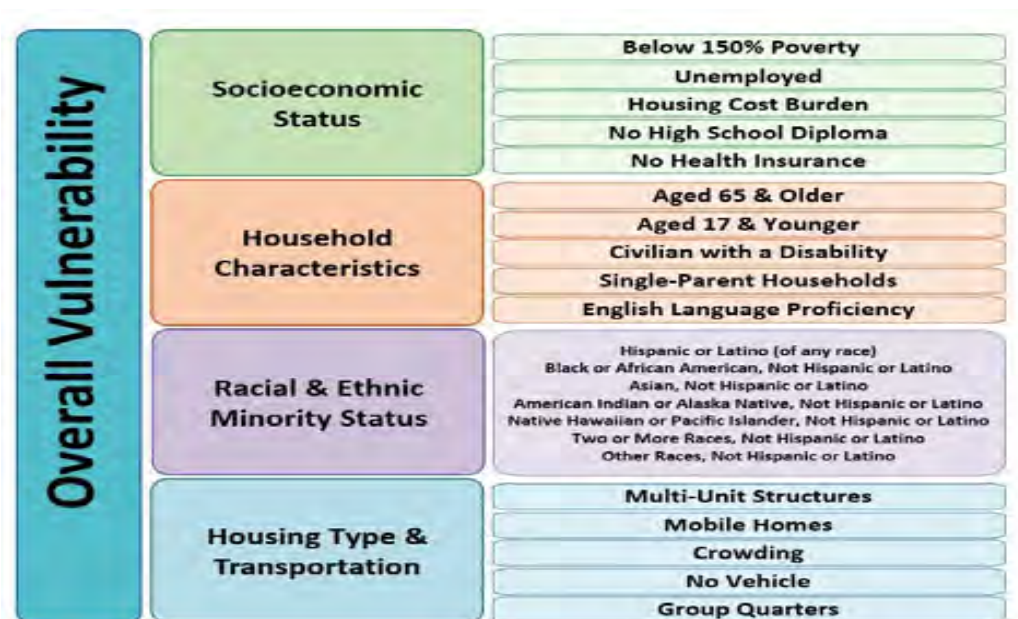 Overall Vulnerability
Socioeconomic
Status
Below 150% Poverty
Unemployed
Housing Cost Burden
No High School Diploma
No Health Insurance
Household
Characteristics
Aged 65 & Older
Aged 17 & Younger
Civilian with a Disability
Single-Parent Households
English Language Proficiency
Racial & Ethnic
Minority Status
Hispanic or Latino (of any race)
Black or African American, Not Hispanic or Latino
Asian, Not Hispanic or Latino
American Indian or Alaska Native, Not Hispanic or Latino
Native Hawaiian or Pacific Islander, Not Hispanic or Latino
Two or More Races, Not Hispanic or Latino
Other Races, Not Hispanic or Latino
Housing Type &
Transportation
Multi-Unit Structures
Mobile Homes
Crowding
No Vehicle
Group Quarters